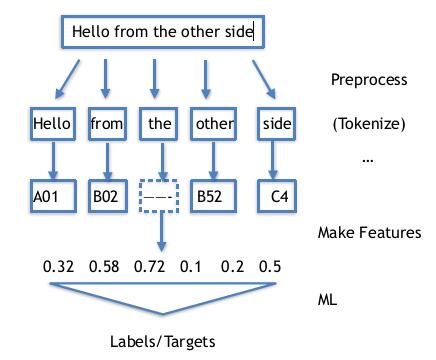 Hello from the other side
Preprocess
Hello from the other side (Tokenize)
...
A01 B02 ---- B52 C4
Make Features
0.32 0.58 0.72 0.1 0.2 0.5
ML
Labels/Targets